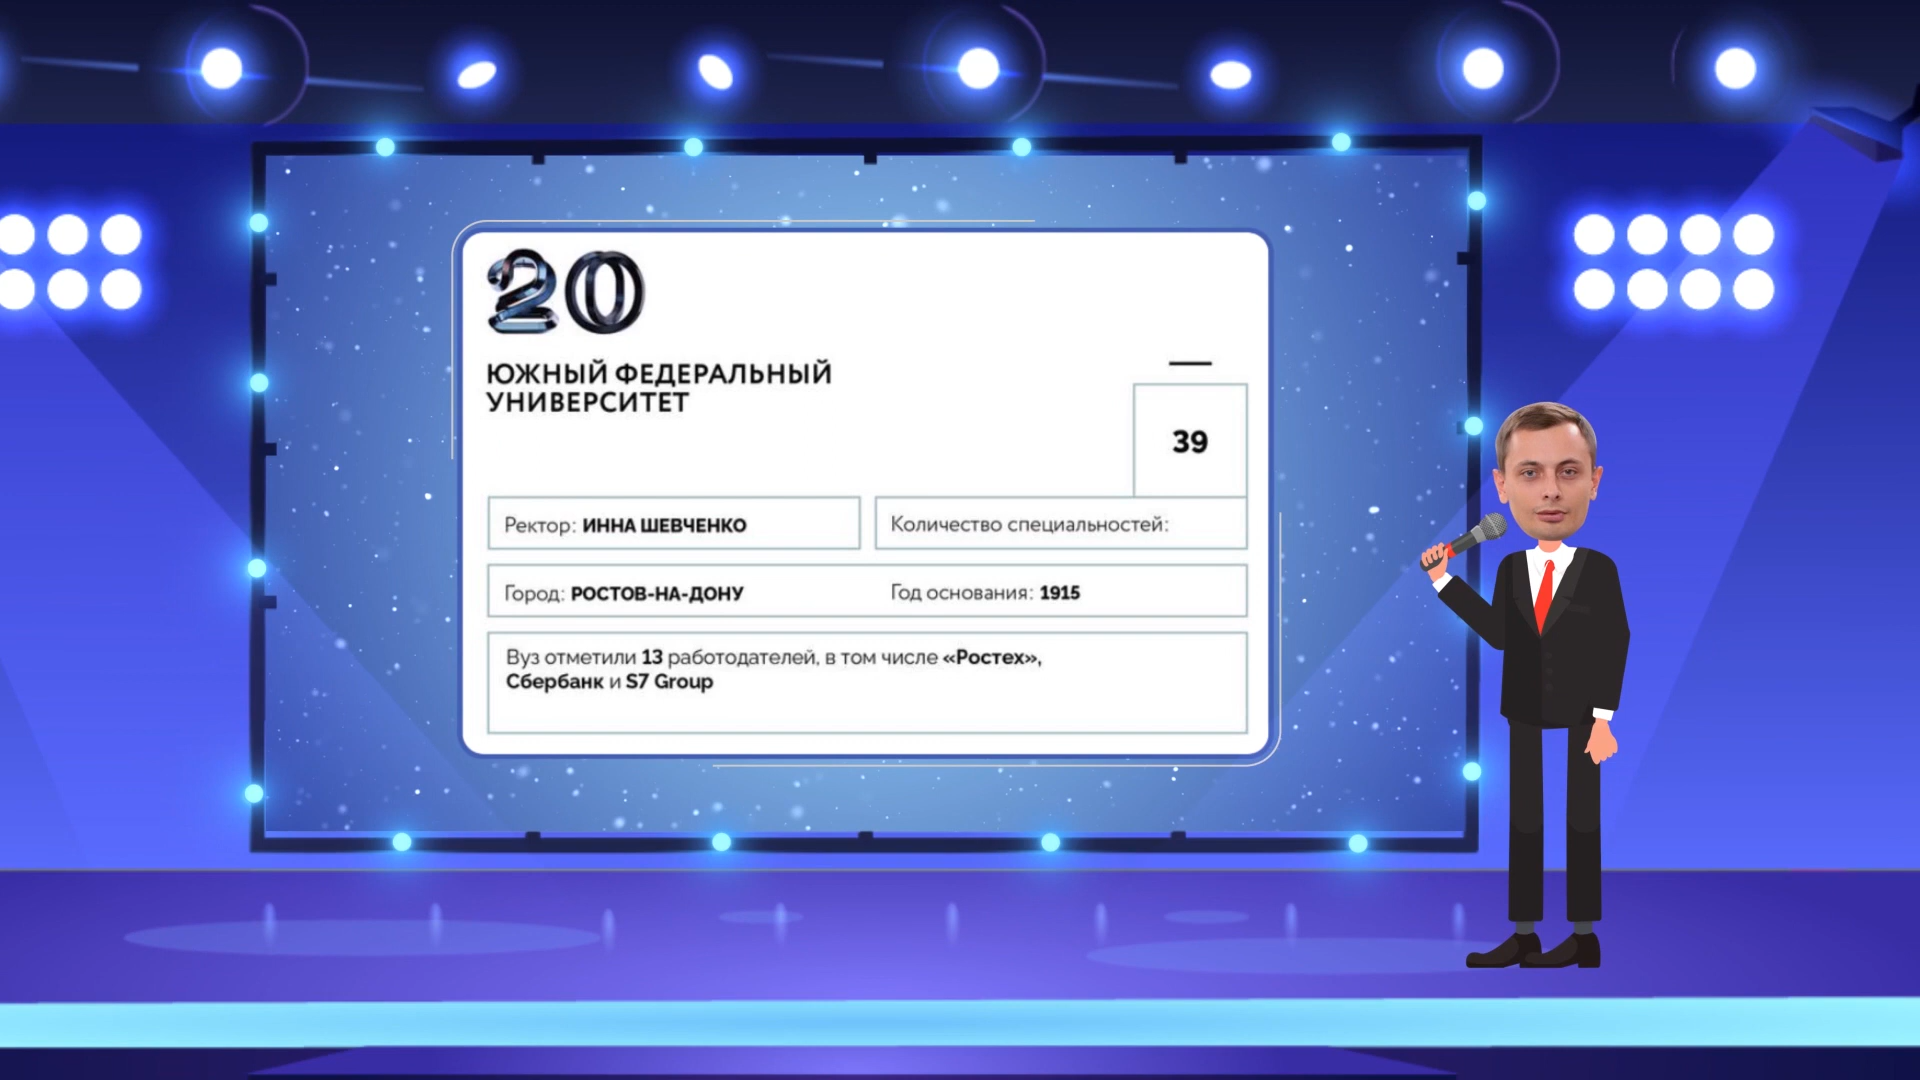 20
ЮЖНЫЙ ФЕДЕРАЛЬНЫЙ
УНИВЕРСИТЕТ
39
Ректор: ИННА ШЕВЧЕНКО
Количество специальностей:
Город: РОСТОВ-НА-ДОНУ
Год основания: 1915
Вуз отметили 13 работодателей, в том числе «Ростех»,
Сбербанк и S7 Group